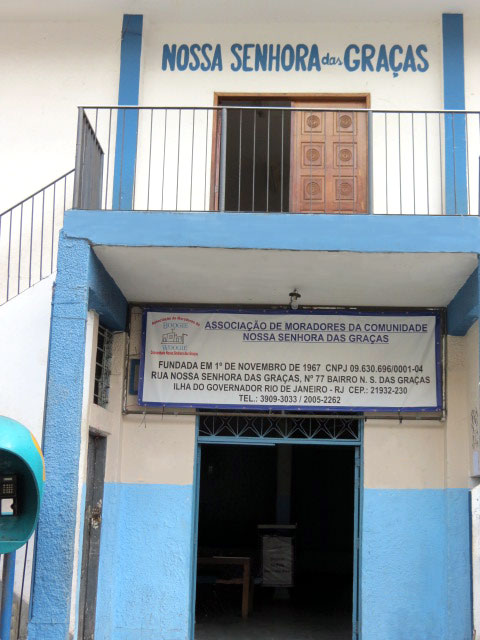 NOSSA SENHORA das GRAÇAS
BOOGIE
WOOGIE
ASSOCIAÇÃO DE MORADORES DA COMUNIDADE
NOSSA SENHORA DAS GRAÇAS
FUNDADA EM 1º DE NOVEMBRO DE 1967 CNPJ 09.630.696/0001-04
RUA NOSSA SENHORA DAS GRAÇAS, Nº 77 BAIRRO N. S. DAS GRAÇAS
ILHA DO GOVERNADOR RIO DE JANEIRO - RJ CEP.: 21932-230
TEL.: 3909-3033 / 2005-2262